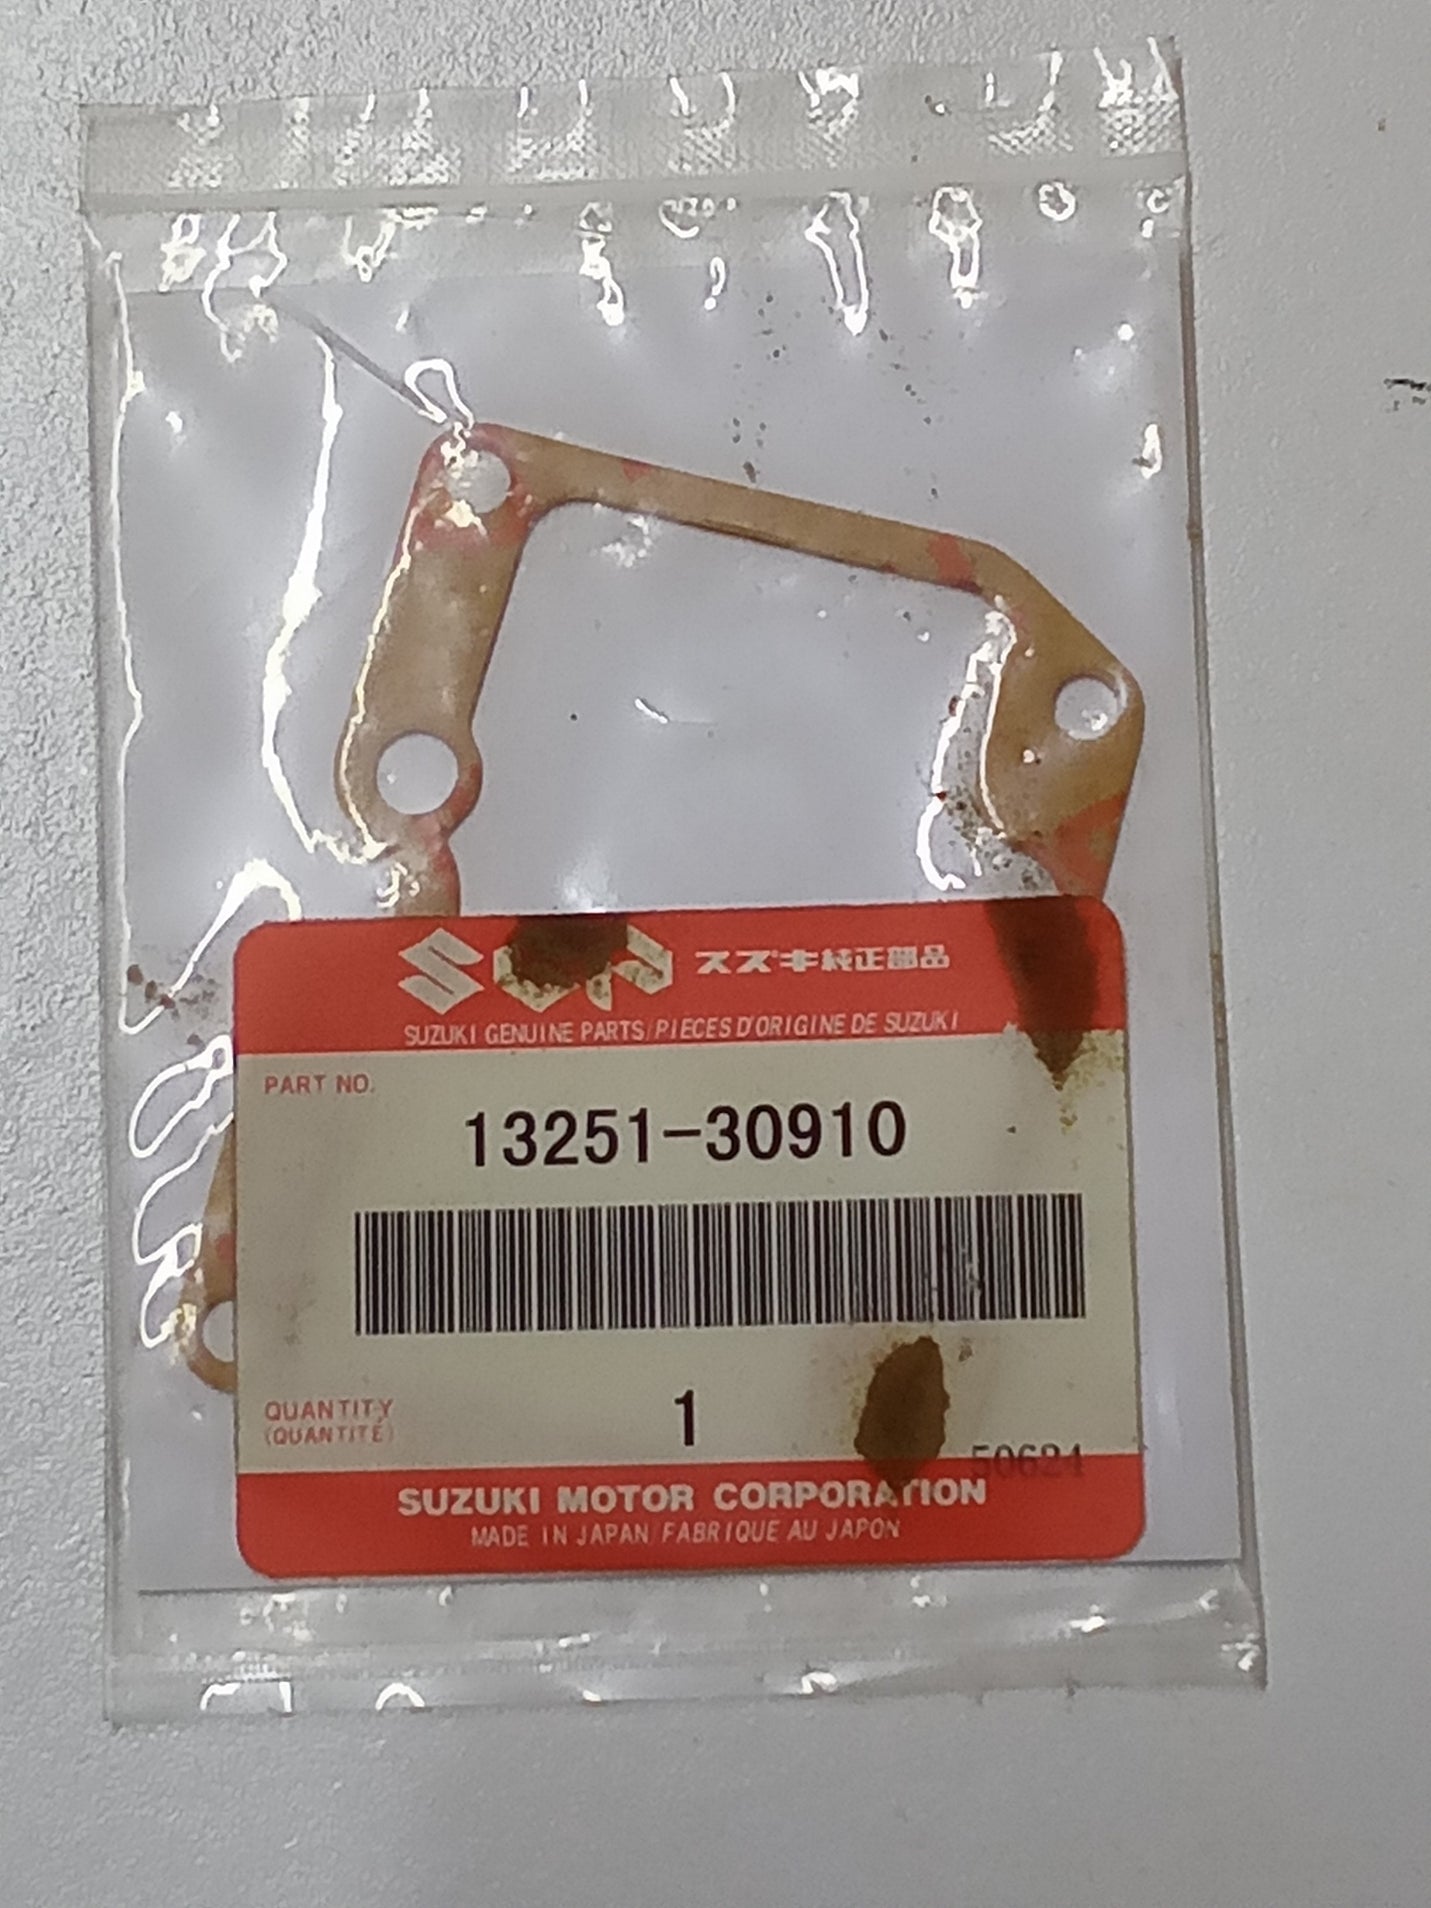 スズキ純正部品
SUZUKI GENUINE PARTS/PIECES D'ORIGINE DE SUZUKI
PART NO.
13251-30910
QUANTITY
(QUANTITÉ)
1
50624
SUZUKI MOTOR CORPORATION
MADE IN JAPAN/FABRIQUE AU JAPON